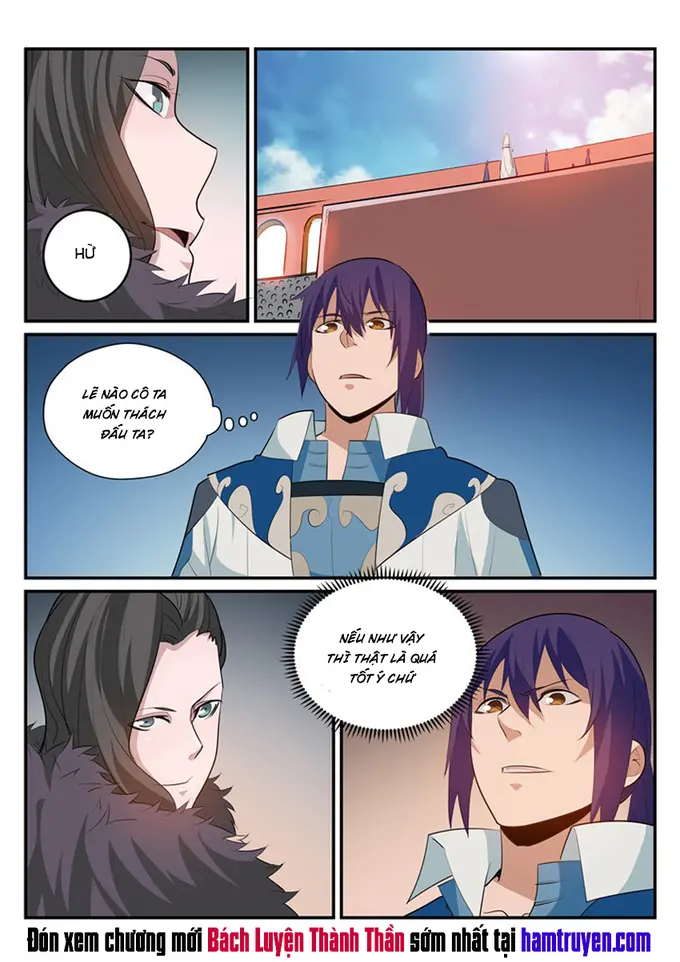 HỪ
LẼ NÀO CÔ TA
MUỐN THÁCH
ĐẤU TA?
NẾU NHƯ VẬY
THÌ THẬT LÀ QUÁ
TỐT Ý CHỨ
Đón xem chương mới Bách Luyện Thành Thần sớm nhất tại hamtruyen.com